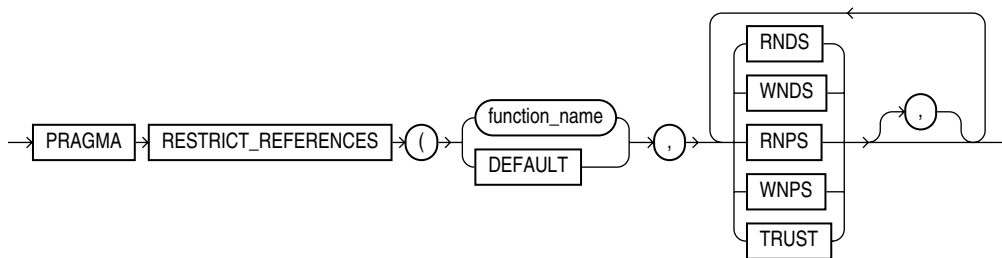 RNDS
WNDS
function_name
,
PRAGMA RESTRICT_REFERENCES ( , RNPS
DEFAULT
WNPS
TRUST